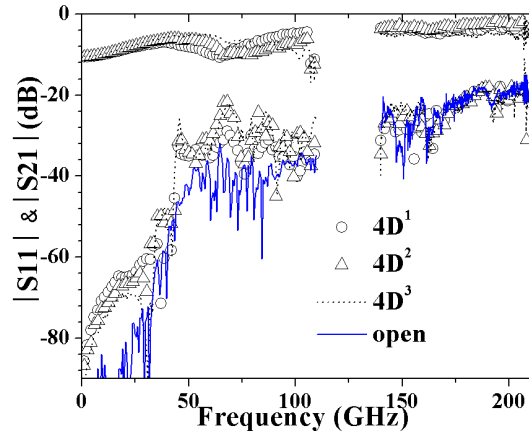 |S11| & |S21| (dB)
0
-20
-40
-60
-80
4D¹
4D²
4D³
open
0 50 100 150 200
Frequency (GHz)